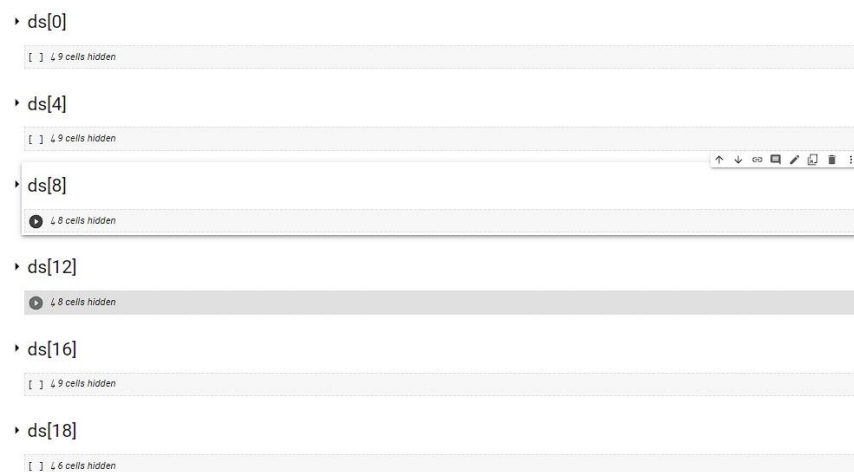 ds[0]
[ ] ↳ 9 cells hidden
ds[4]
[ ] ↳ 9 cells hidden
ds[8]
↳ 8 cells hidden
ds[12]
↳ 8 cells hidden
ds[16]
[ ] ↳ 9 cells hidden
ds[18]
[ ] ↳ 6 cells hidden